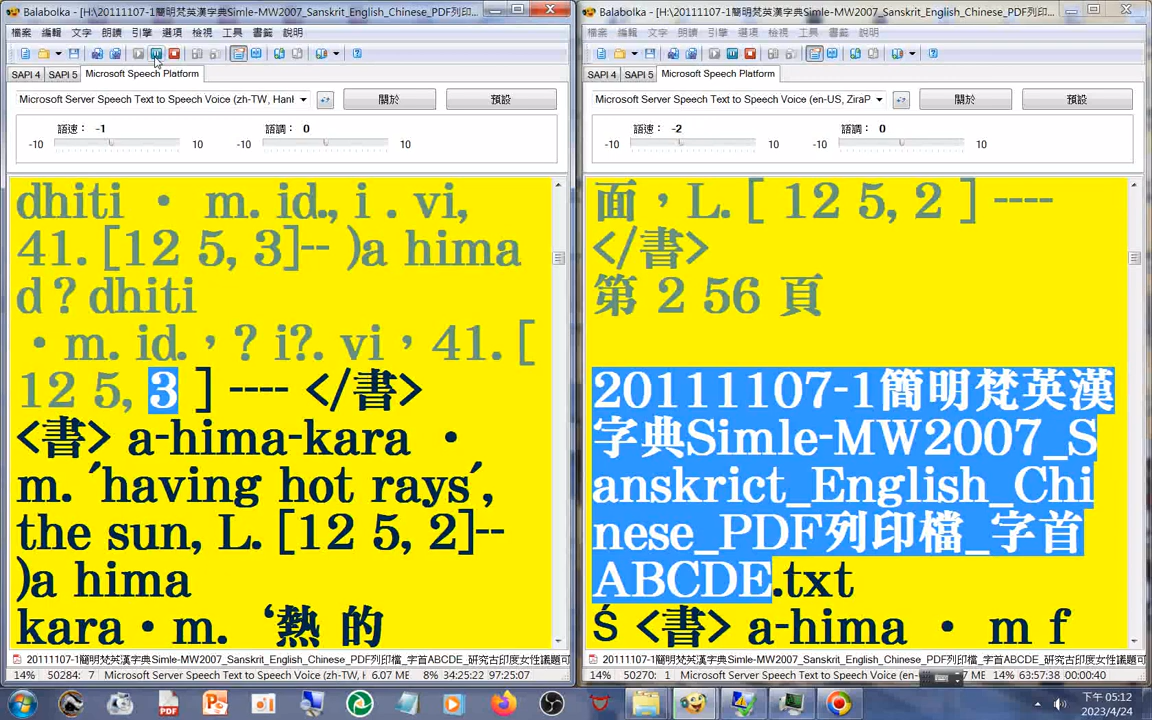 Balabolka - [H:\20111107-1簡明梵英漢字典Simle-MW2007_Sanskrit_English_Chinese_PDF列印...
檔案 編輯 文字 朗讀 引擎 選項 檢視 工具 書籤 說明
SAPI 4 SAPI 5 Microsoft Speech Platform
Microsoft Server Speech Text to Speech Voice (zh-TW, Hanl 關於 預設
語速： -1 語調： 0
-10 10 -10 10
dhiti • m. id., i . vi,
41. [12 5, 3]-- )a hima
d ? dhiti
• m. id. , ? i?. vi , 41. [
12 5, 3 ] ---- </書>
<書> a-hima-kara •
m. 'having hot rays',
the sun, L. [12 5, 2]--
)a hima
kara • m. ‘熱 的
20111107-1簡明梵英漢字典Simle-MW2007_Sanskrit_English_Chinese_PDF列印檔_字首ABCDE_研究古印度女性議題可
14% 50284: 7 Microsoft Server Speech Text to Speech Voice (zh-TW, H 6.07 ME 8% 34:25:22 97:25:07
Balabolka - [H:\20111107-1簡明梵英漢字典Simle-MW2007_Sanskrit_English_Chinese_PDF列印...
檔案 編輯 文字 朗讀 引擎 選項 檢視 工具 書籤 說明
SAPI 4 SAPI 5 Microsoft Speech Platform
Microsoft Server Speech Text to Speech Voice (en-US, ZiraP 關於 預設
語速： -2 語調： 0
-10 10 -10 10
面，L. [ 12 5, 2 ] ----
</書>
第 2 56 頁
20111107-1簡明梵英漢
字典Simle-MW2007_S
anskrict_English_Chi
nese_PDF列印檔_字首
ABCDE.txt
Ś <書> a-hima • m f
20111107-1簡明梵英漢字典Simle-MW2007_Sanskrit_English_Chinese_PDF列印檔_字首ABCDE_研究古印度女性議題可
14% 50270: 1 Microsoft Server Speech Text to Speech Voice (en-US, Z ME 14% 63:57:38 00:00:40
下午 05:12
2023/4/24